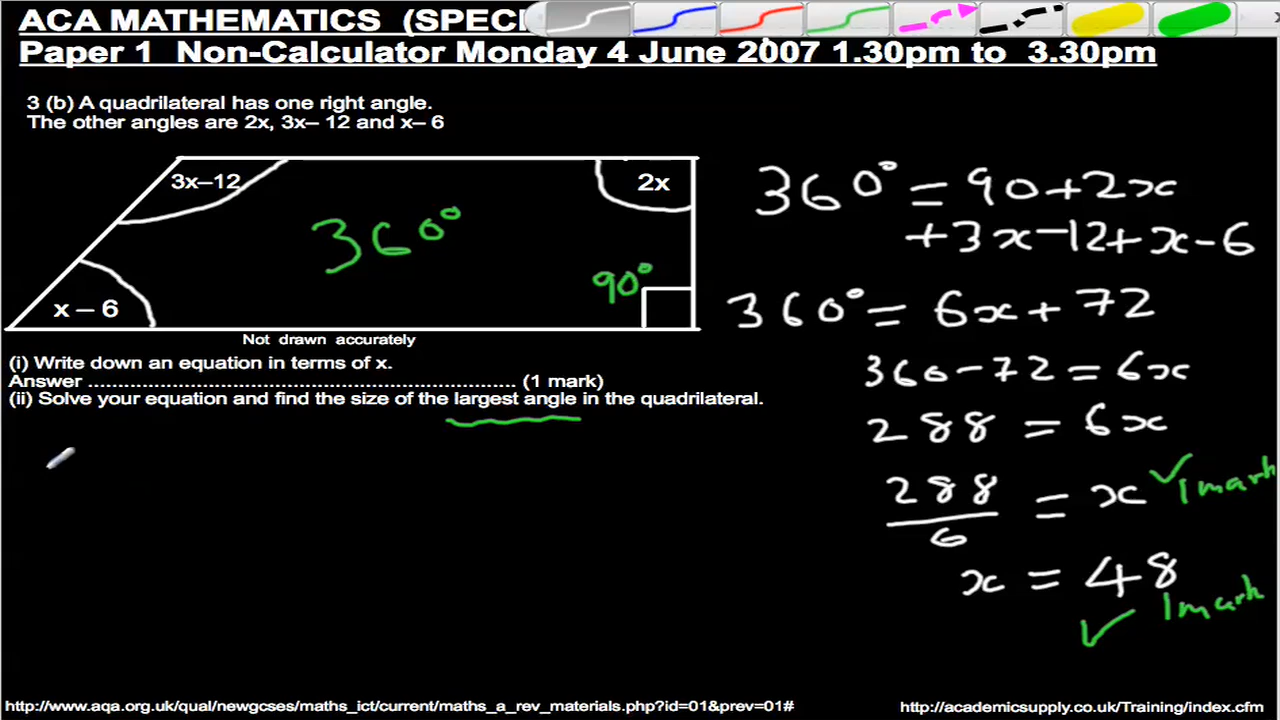 ACA MATHEMATICS (SPECI
Paper 1 Non-Calculator Monday 4 June 2007 1.30pm to 3.30pm
3 (b) A quadrilateral has one right angle.
The other angles are 2x, 3x– 12 and x– 6
3x–12
2x
360°
90°
x – 6
Not drawn accurately
(i) Write down an equation in terms of x.
Answer ........................................................................ (1 mark)
(ii) Solve your equation and find the size of the largest angle in the quadrilateral.
360° = 90+2x
+3x-12+x-6
360° = 6x+72
360-72=6x
288 = 6x
288/6 = x ✓ 1 mark
x = 48
✓ 1 mark
http://www.aqa.org.uk/qual/newgcses/maths_ict/current/maths_a_rev_materials.php?id=01&prev=01#
http://academicsupply.co.uk/Training/index.cfm